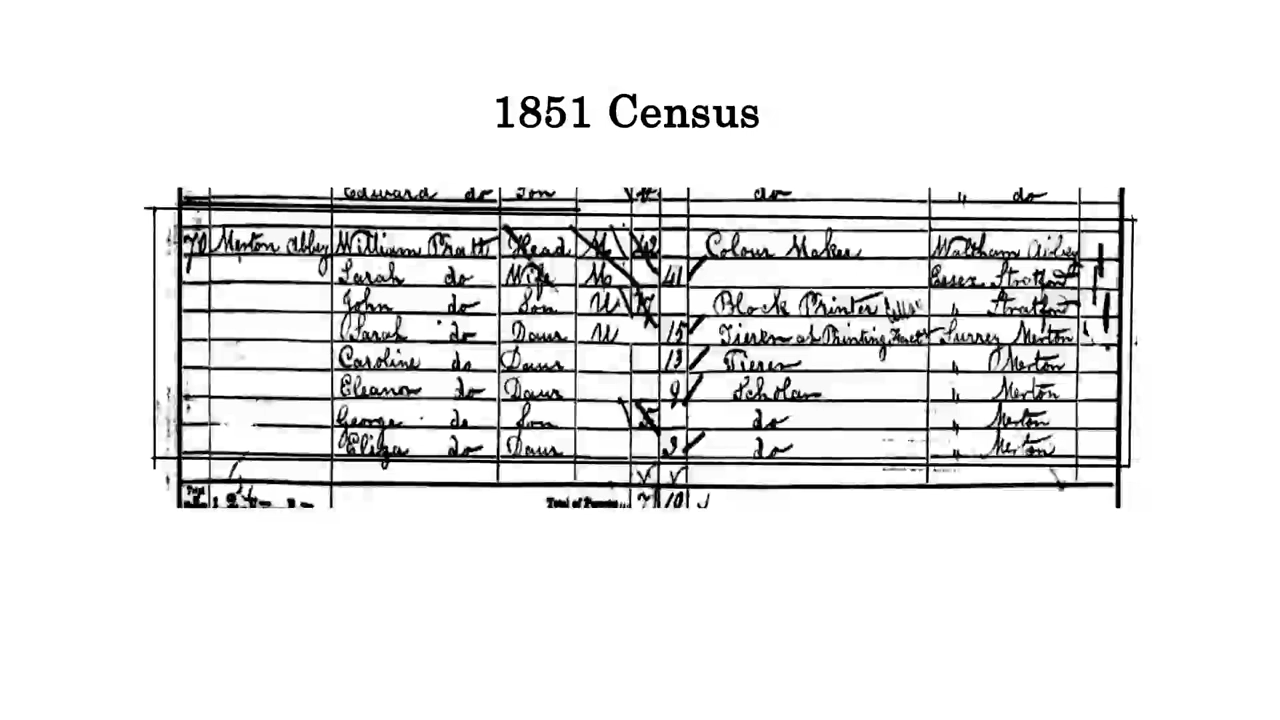 1851 Census
Edward do Son do " do
70 Merton Abbey William Pratt Head M 42 Colour Maker Waltham Abbey
Sarah do Wife M 41 Essex Stratford
John do Son U Block Printer " Stratford
Sarah do Daur U 15 Tierer at Printing Surrey Merton
Caroline do Daur 13 Tierer " Merton
Eleanor do Daur 9 Scholar " Merton
George do Son 5 do " Merton
Eliza do Daur do " Merton
Total of Persons 7 10